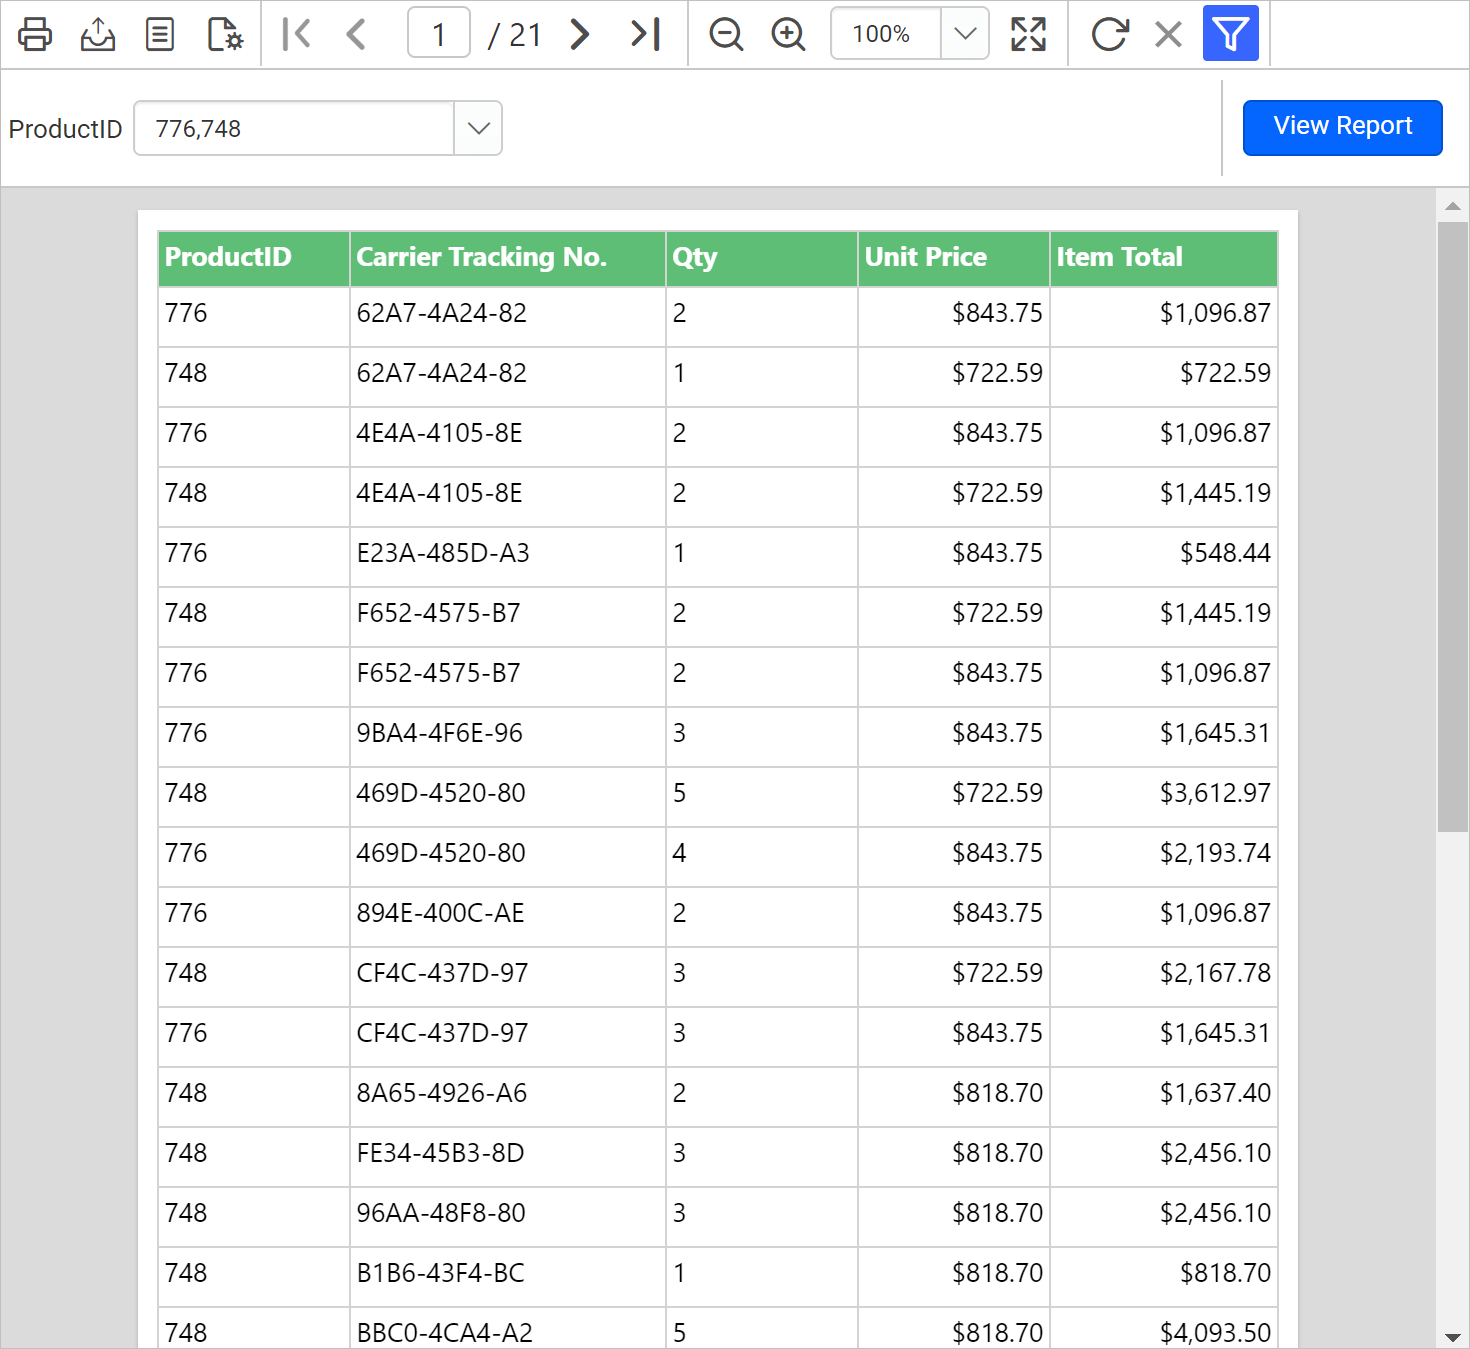 1 / 21 100%
ProductID 776,748 View Report
ProductID Carrier Tracking No. Qty Unit Price Item Total
776 62A7-4A24-82 2 $843.75 $1,096.87
748 62A7-4A24-82 1 $722.59 $722.59
776 4E4A-4105-8E 2 $843.75 $1,096.87
748 4E4A-4105-8E 2 $722.59 $1,445.19
776 E23A-485D-A3 1 $843.75 $548.44
748 F652-4575-B7 2 $722.59 $1,445.19
776 F652-4575-B7 2 $843.75 $1,096.87
776 9BA4-4F6E-96 3 $843.75 $1,645.31
748 469D-4520-80 5 $722.59 $3,612.97
776 469D-4520-80 4 $843.75 $2,193.74
776 894E-400C-AE 2 $843.75 $1,096.87
748 CF4C-437D-97 3 $722.59 $2,167.78
776 CF4C-437D-97 3 $843.75 $1,645.31
748 8A65-4926-A6 2 $818.70 $1,637.40
748 FE34-45B3-8D 3 $818.70 $2,456.10
748 96AA-48F8-80 3 $818.70 $2,456.10
748 B1B6-43F4-BC 1 $818.70 $818.70
748 BBC0-4CA4-A2 5 $818.70 $4,093.50